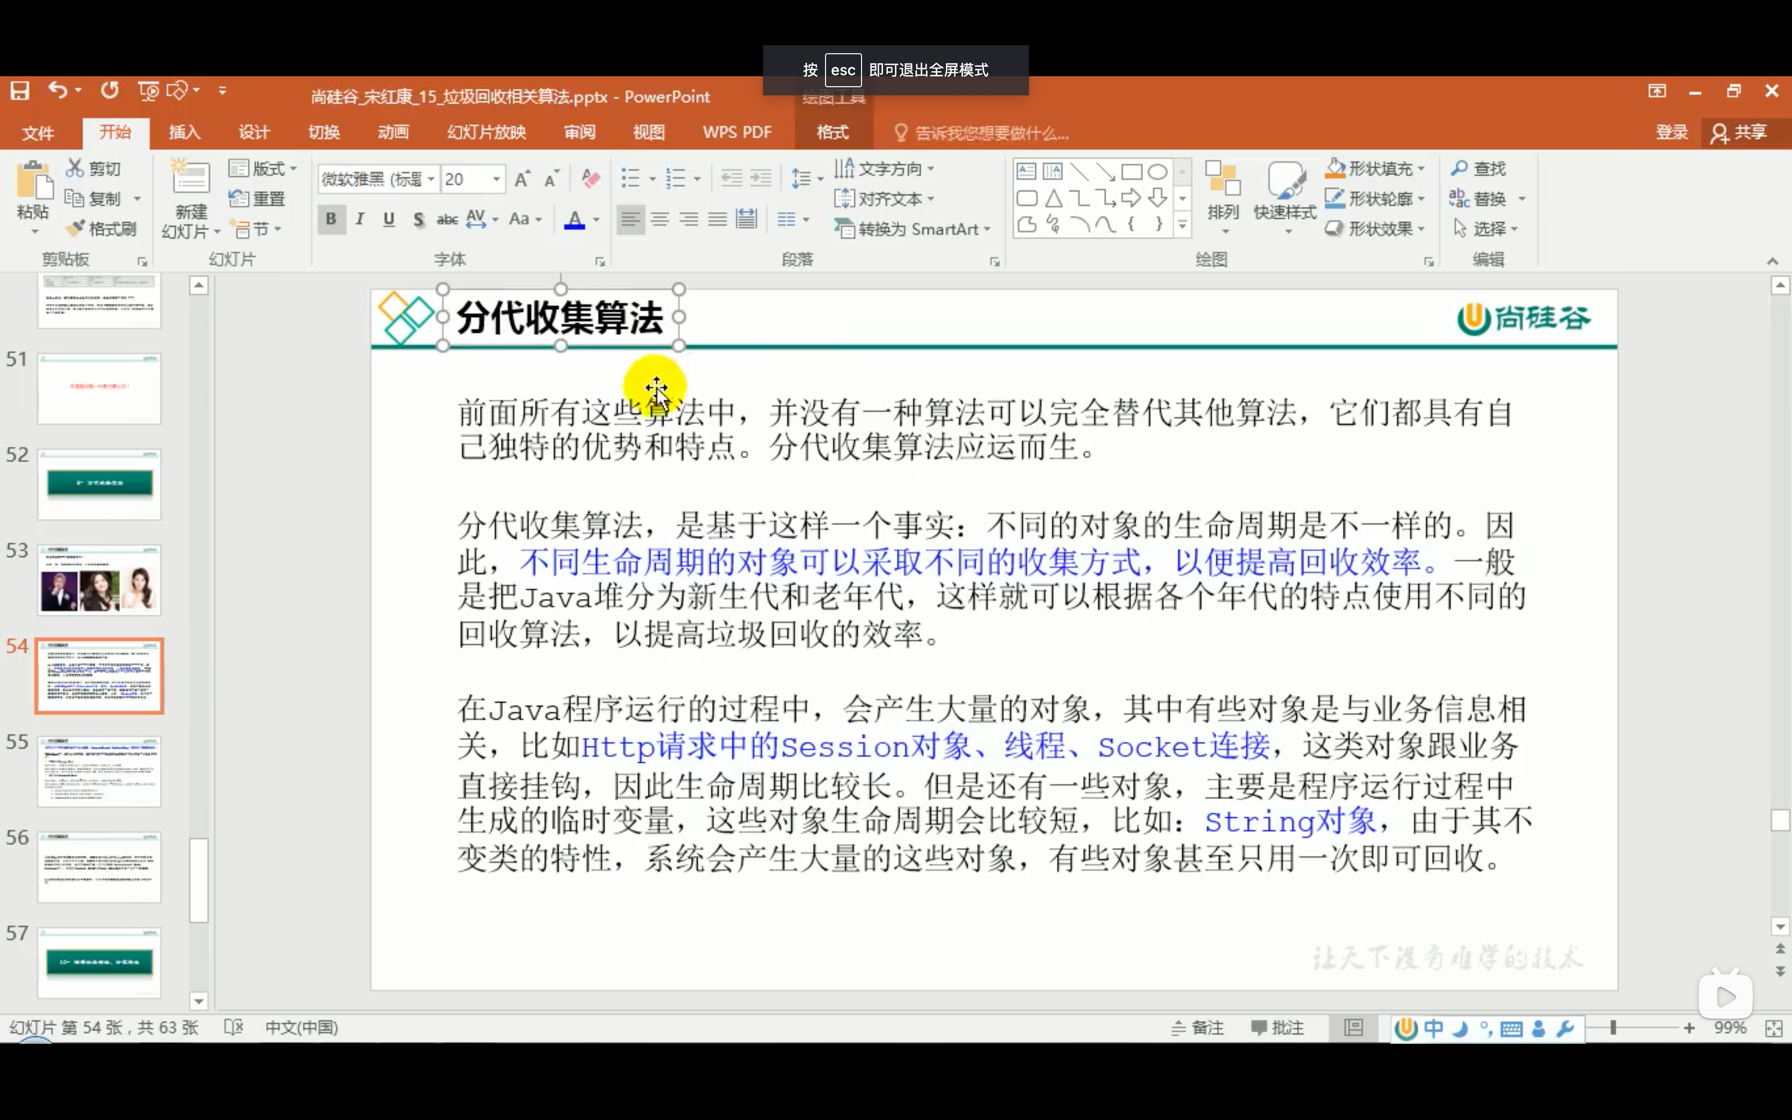 按 esc 即可退出全屏模式
尚硅谷_宋红康_15_垃圾回收相关算法.pptx - PowerPoint
绘图工具
文件 开始 插入 设计 切换 动画 幻灯片放映 审阅 视图 WPS PDF 格式 告诉我您想要做什么... 登录 共享
粘贴 剪切 复制 格式刷
剪贴板
新建
幻灯片 版式 重置 节
幻灯片
微软雅黑 (标题 20
B I U S abc AV Aa A
字体
文字方向
对齐文本
转换为 SmartArt
段落
排列 快速样式 形状填充 形状轮廓 形状效果
绘图
查找
替换
选择
编辑
51
52
53
54
55
56
57
分代收集算法
尚硅谷
前面所有这些算法中，并没有一种算法可以完全替代其他算法，它们都具有自
己独特的优势和特点。分代收集算法应运而生。
分代收集算法，是基于这样一个事实：不同的对象的生命周期是不一样的。因
此，不同生命周期的对象可以采取不同的收集方式，以便提高回收效率。一般
是把Java堆分为新生代和老年代，这样就可以根据各个年代的特点使用不同的
回收算法，以提高垃圾回收的效率。
在Java程序运行的过程中，会产生大量的对象，其中有些对象是与业务信息相
关，比如Http请求中的Session对象、线程、Socket连接，这类对象跟业务
直接挂钩，因此生命周期比较长。但是还有一些对象，主要是程序运行过程中
生成的临时变量，这些对象生命周期会比较短，比如：String对象，由于其不
变类的特性，系统会产生大量的这些对象，有些对象甚至只用一次即可回收。
让天下没有难学的技术
幻灯片 第 54 张，共 63 张 中文(中国) 备注 批注 中 99%